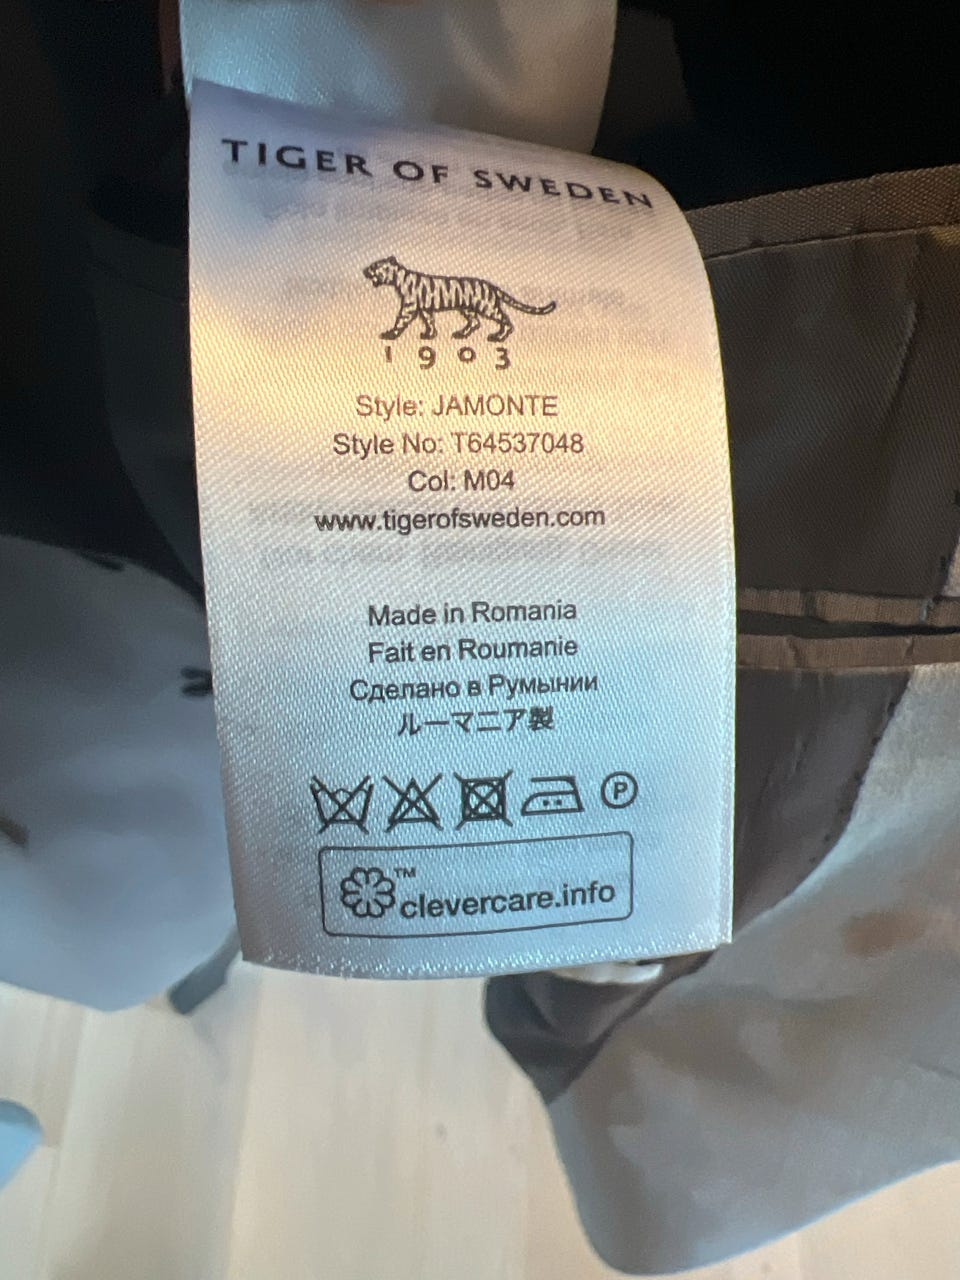 TIGER OF SWEDEN
1903
Style: JAMONTE
Style No: T64537048
Col: M04
www.tigerofsweden.com
Made in Romania
Fait en Roumanie
Сделано в Румынии
ルーマニア製
P
™
clevercare.info